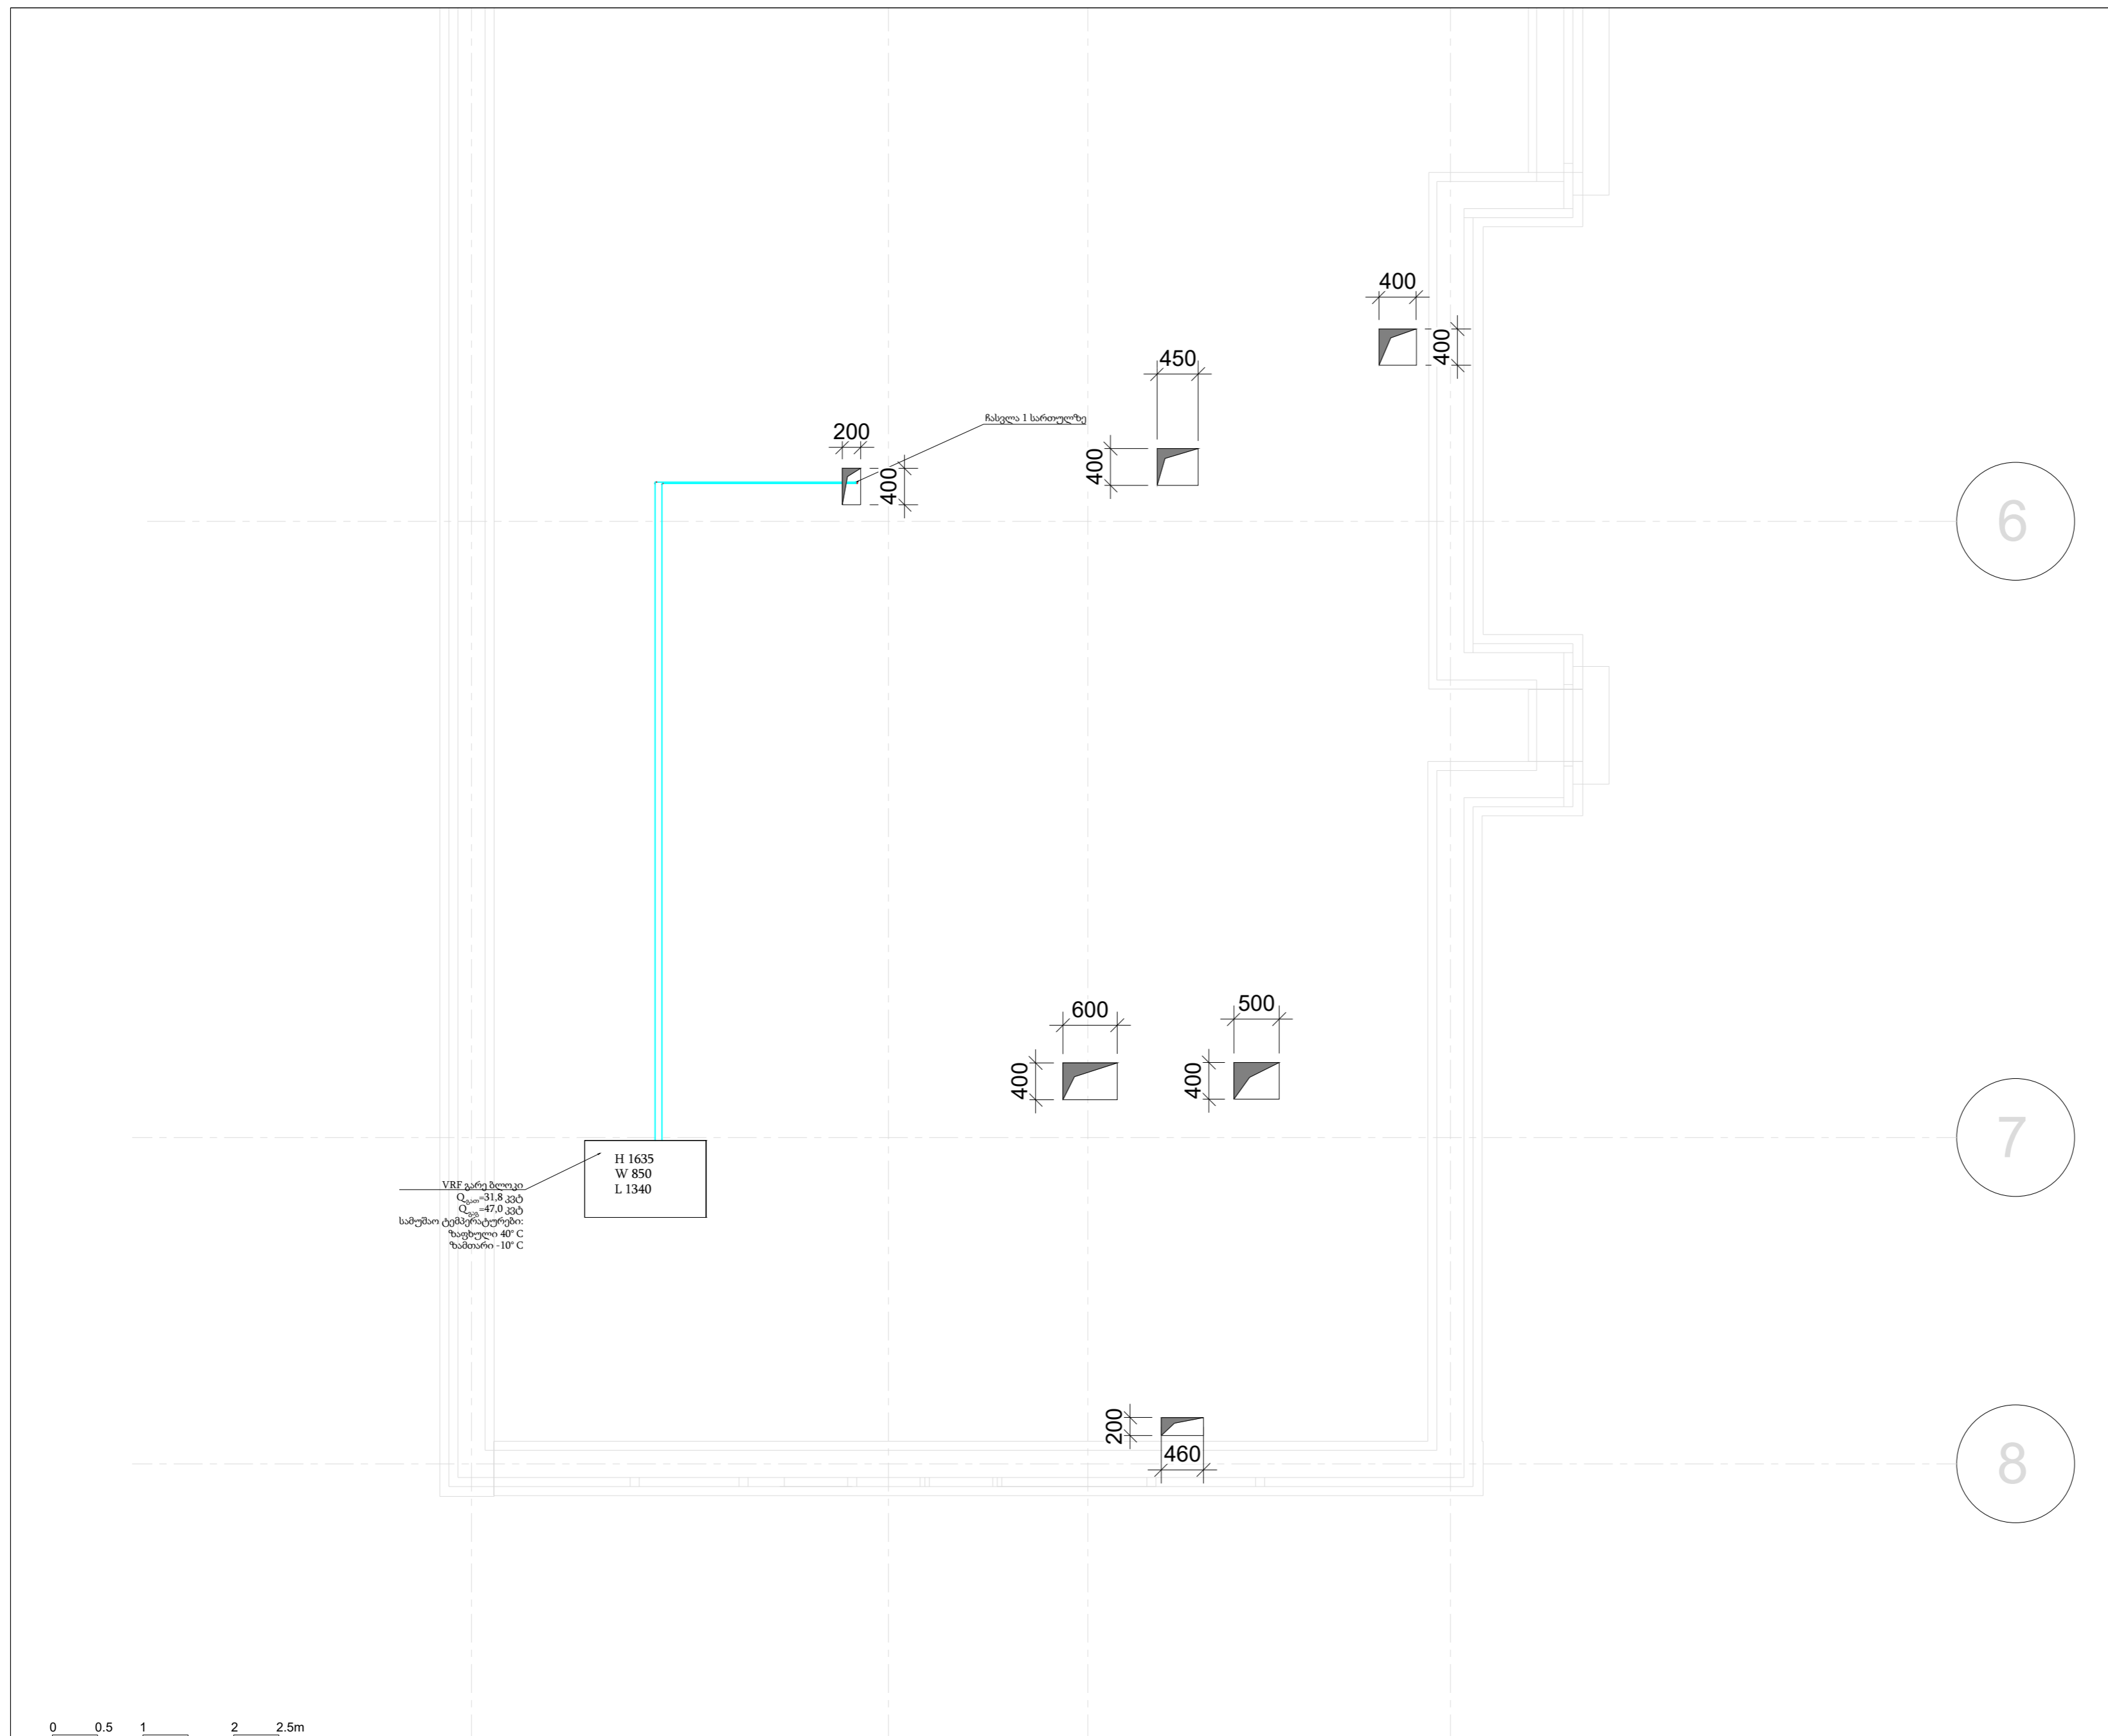 400
400
450
400
ჩასვლა 1 სართულზე
200
400
6
600
400
500
400
7
H 1635
W 850
L 1340
VRF გარე ბლოკი
Qგათ=31,8 კვტ
Qგაგ=47,0 კვტ
სამუშაო ტემპერატურები:
ზაფხული 40° C
ზამთარი -10° C
200
460
8
0 0.5 1 2 2.5m